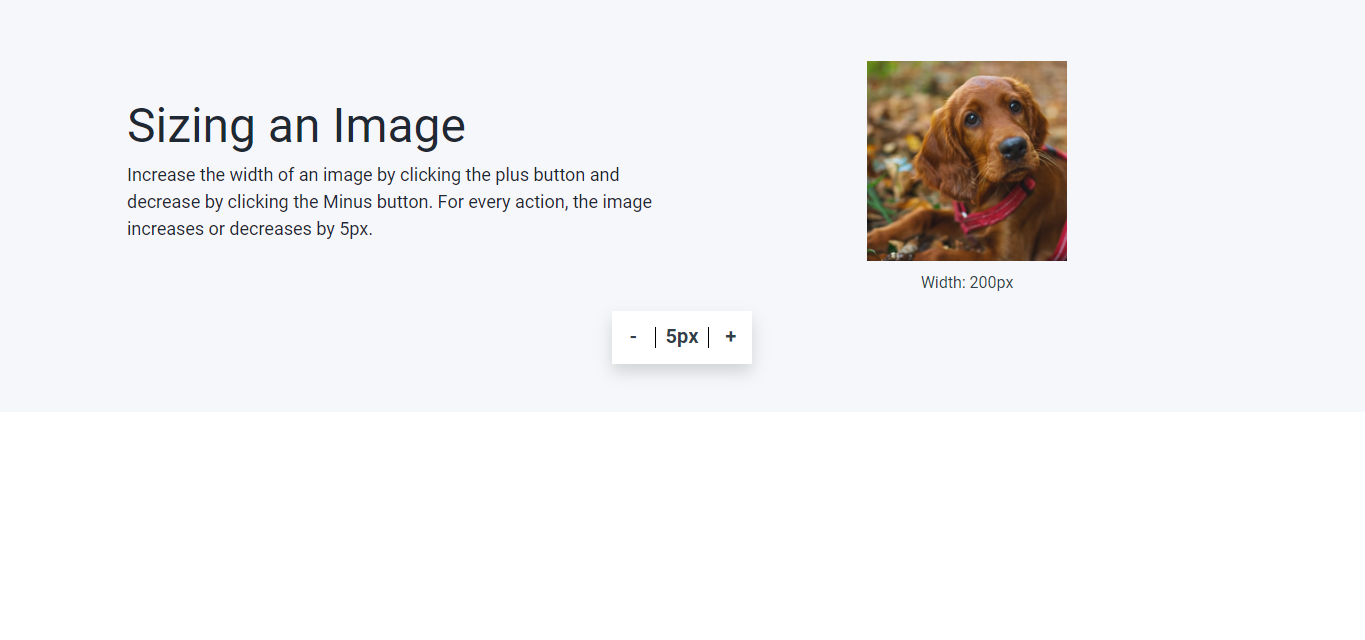 Sizing an Image
Increase the width of an image by clicking the plus button and
decrease by clicking the Minus button. For every action, the image
increases or decreases by 5px.
Width: 200px
- | 5px | +